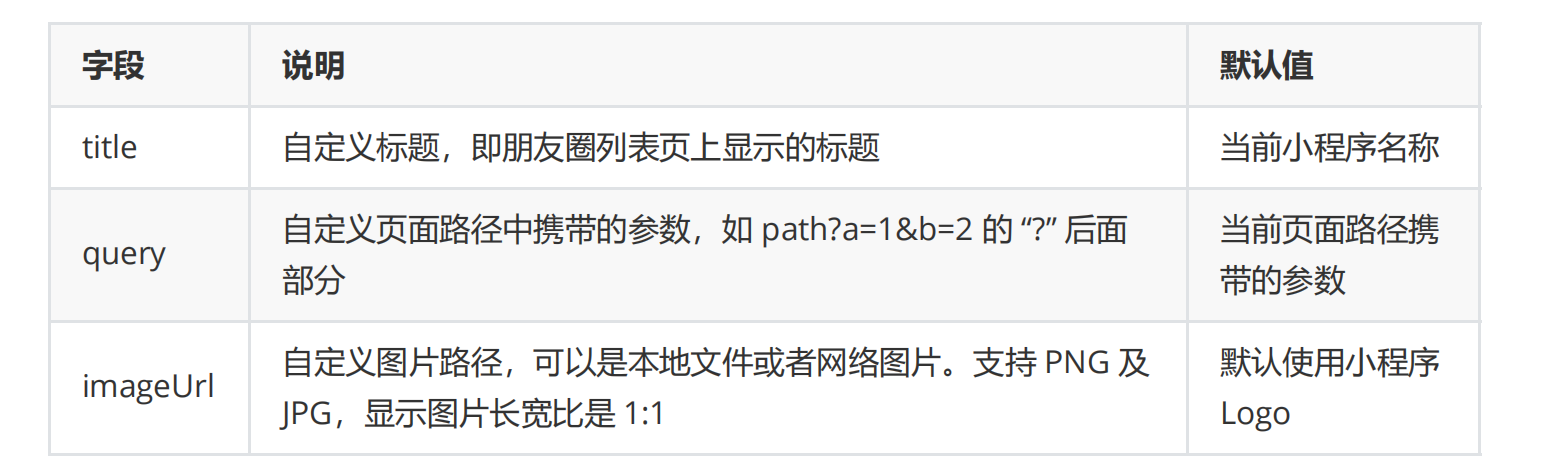 字段 说明 默认值
title 自定义标题，即朋友圈列表页上显示的标题 当前小程序名称
query 自定义页面路径中携带的参数，如 path?a=1&b=2 的 “?” 后面
部分
当前页面路径携
带的参数
imageUrl 自定义图片路径，可以是本地文件或者网络图片。支持 PNG 及
JPG，显示图片长宽比是 1:1
默认使用小程序
Logo